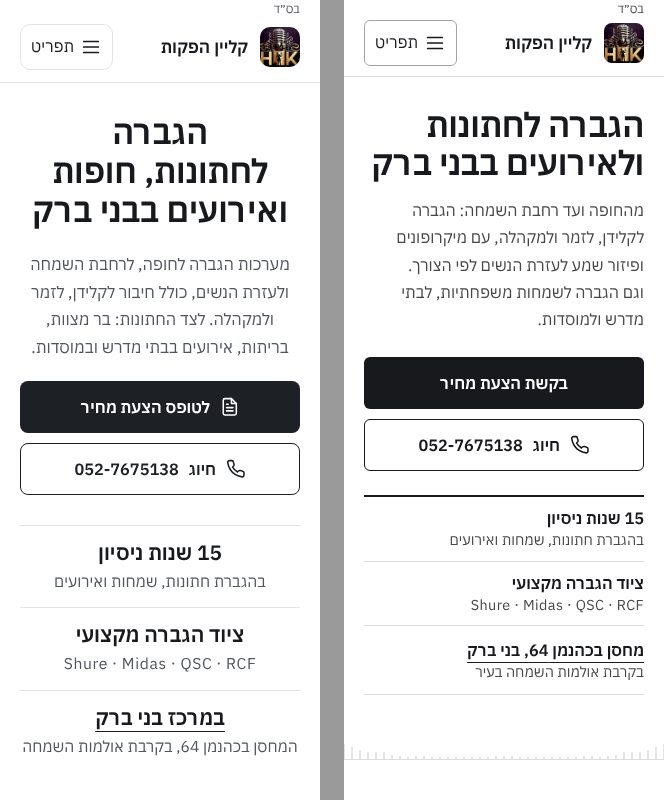 בס״ד
קליין הפקות
תפריט
הגברה לחתונות
ולאירועים בבני ברק
מהחופה ועד רחבת השמחה: הגברה
לקלידן, לזמר ולמקהלה, עם מיקרופונים
ופיזור שמע לעזרת הנשים לפי הצורך.
וגם הגברה לשמחות משפחתיות, לבתי
מדרש ולמוסדות.
בקשת הצעת מחיר
חיוג 052-7675138
15 שנות ניסיון
בהגברת חתונות, שמחות ואירועים
ציוד הגברה מקצועי
Shure · Midas · QSC · RCF
מחסן בכהנמן 64, בני ברק
בקרבת אולמות השמחה בעיר
בס״ד
קליין הפקות
תפריט
הגברה
לחתונות, חופות
ואירועים בבני ברק
מערכות הגברה לחופה, לרחבת השמחה
ולעזרת הנשים, כולל חיבור לקלידן, לזמר
ולמקהלה. לצד החתונות: בר מצוות,
בריתות, אירועים בבתי מדרש ובמוסדות.
לטופס הצעת מחיר
חיוג 052-7675138
15 שנות ניסיון
בהגברת חתונות, שמחות ואירועים
ציוד הגברה מקצועי
Shure · Midas · QSC · RCF
במרכז בני ברק
המחסן בכהנמן 64, בקרבת אולמות השמחה